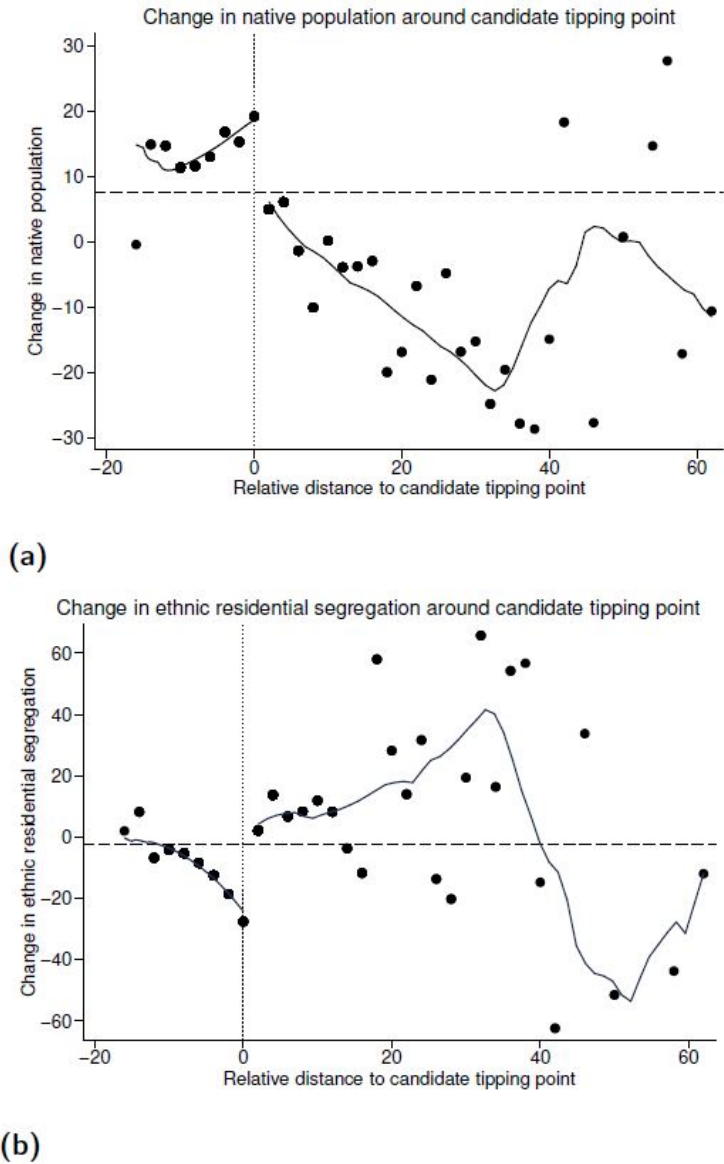 Change in native population around candidate tipping point
Change in native population
30
20
10
0
−10
−20
−30
−20 0 20 40 60
Relative distance to candidate tipping point
(a)
Change in ethnic residential segregation around candidate tipping point
Change in ethnic residential segregation
60
40
20
0
−20
−40
−60
−20 0 20 40 60
Relative distance to candidate tipping point
(b)